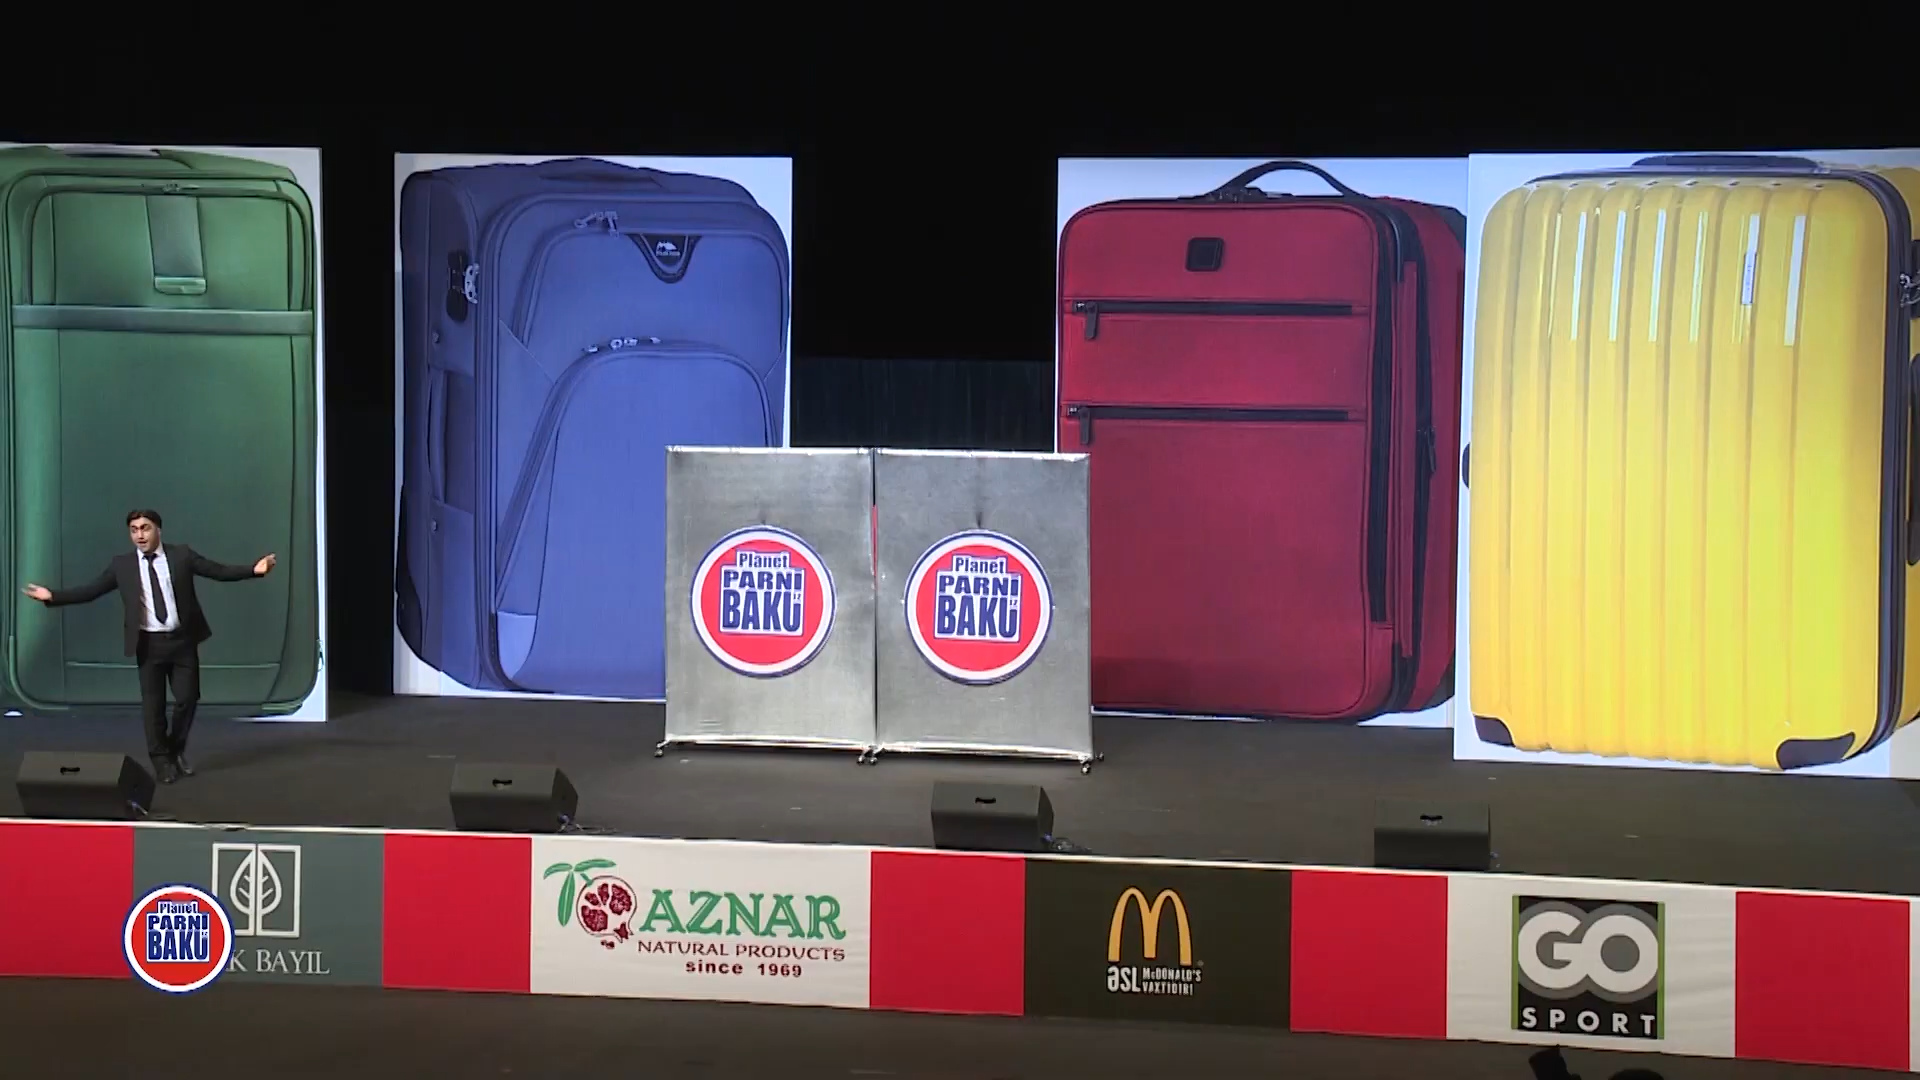 Planet
PARNİ
İZ
BAKU
Planet
PARNİ
İZ
BAKU
Planet
PARNİ
İZ
BAKU
K BAYIL
AZNAR
NATURAL PRODUCTS
since 1969
əsl McDONALD'S
VAXTIDIR!
GO
SPORT